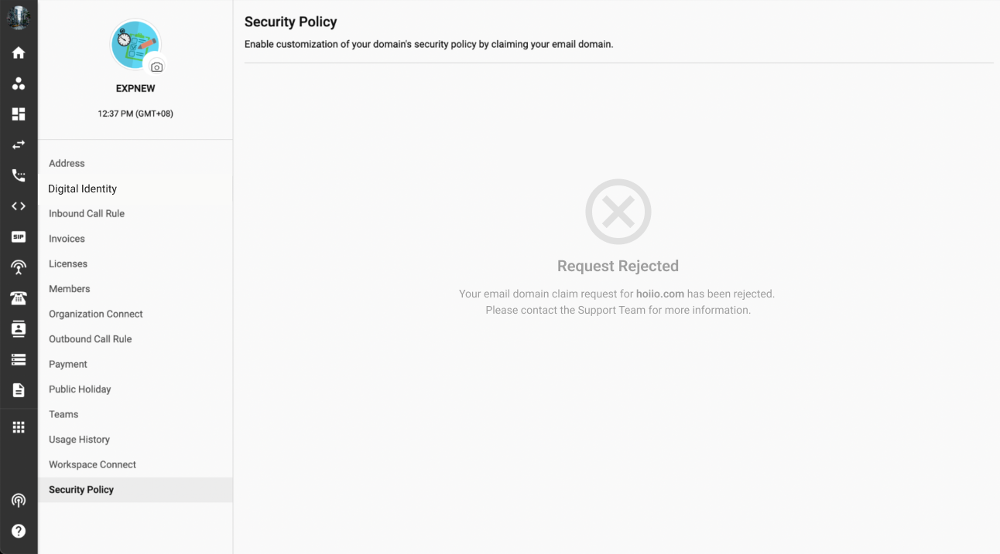 Security Policy
Enable customization of your domain's security policy by claiming your email domain.
EXPNEW
12:37 PM (GMT+08)
Address
Digital Identity
Inbound Call Rule
Invoices
Licenses
Members
Organization Connect
Outbound Call Rule
Payment
Public Holiday
Teams
Usage History
Workspace Connect
Security Policy
SIP
Request Rejected
Your email domain claim request for hoiio.com has been rejected.
Please contact the Support Team for more information.